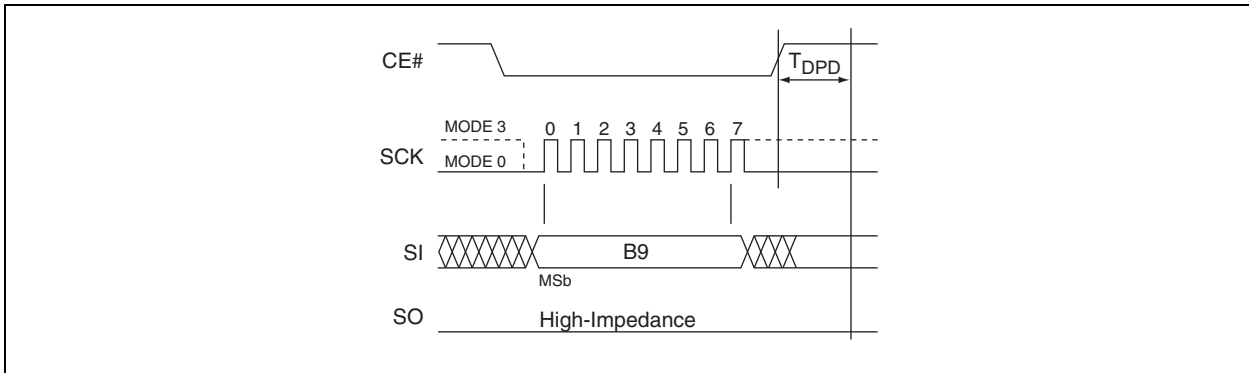 CE#
TDPD
MODE 3
0 1 2 3 4 5 6 7
SCK
MODE 0
SI
B9
MSb
SO
High-Impedance